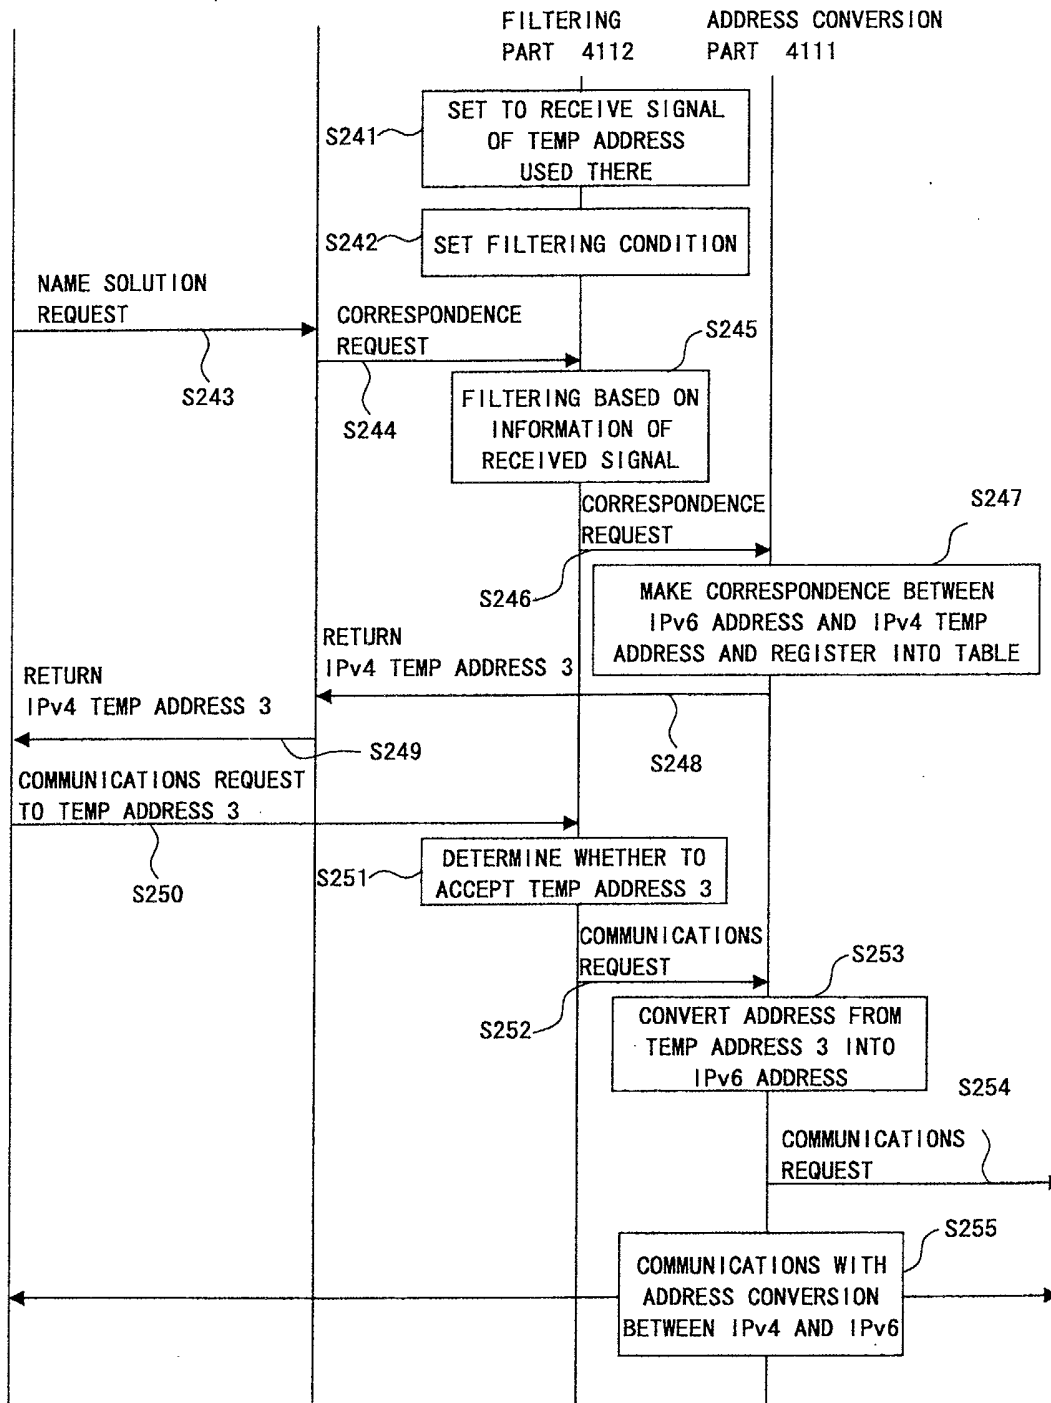 FILTERING
PART 4112
ADDRESS CONVERSION
PART 4111
S241
SET TO RECEIVE SIGNAL
OF TEMP ADDRESS
USED THERE
S242
SET FILTERING CONDITION
NAME SOLUTION
REQUEST
S243
CORRESPONDENCE
REQUEST
S244
S245
FILTERING BASED ON
INFORMATION OF
RECEIVED SIGNAL
CORRESPONDENCE
REQUEST
S246
S247
MAKE CORRESPONDENCE BETWEEN
IPv6 ADDRESS AND IPv4 TEMP
ADDRESS AND REGISTER INTO TABLE
RETURN
IPv4 TEMP ADDRESS 3
S248
RETURN
IPv4 TEMP ADDRESS 3
S249
COMMUNICATIONS REQUEST
TO TEMP ADDRESS 3
S250
S251
DETERMINE WHETHER TO
ACCEPT TEMP ADDRESS 3
COMMUNICATIONS
REQUEST
S252
S253
CONVERT ADDRESS FROM
TEMP ADDRESS 3 INTO
IPv6 ADDRESS
S254
COMMUNICATIONS
REQUEST
S255
COMMUNICATIONS WITH
ADDRESS CONVERSION
BETWEEN IPv4 AND IPv6